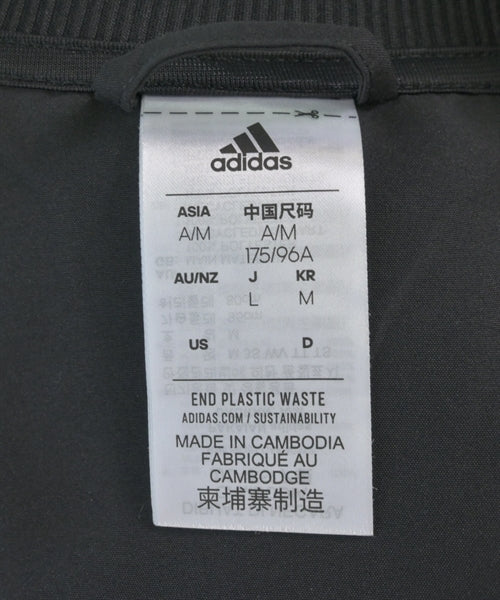 adidas
ASIA 中国尺码
A/M A/M
175/96A
AU/NZ J KR
L M
US D
END PLASTIC WASTE
ADIDAS.COM / SUSTAINABILITY
MADE IN CAMBODIA
FABRIQUÉ AU
CAMBODGE
柬埔寨制造